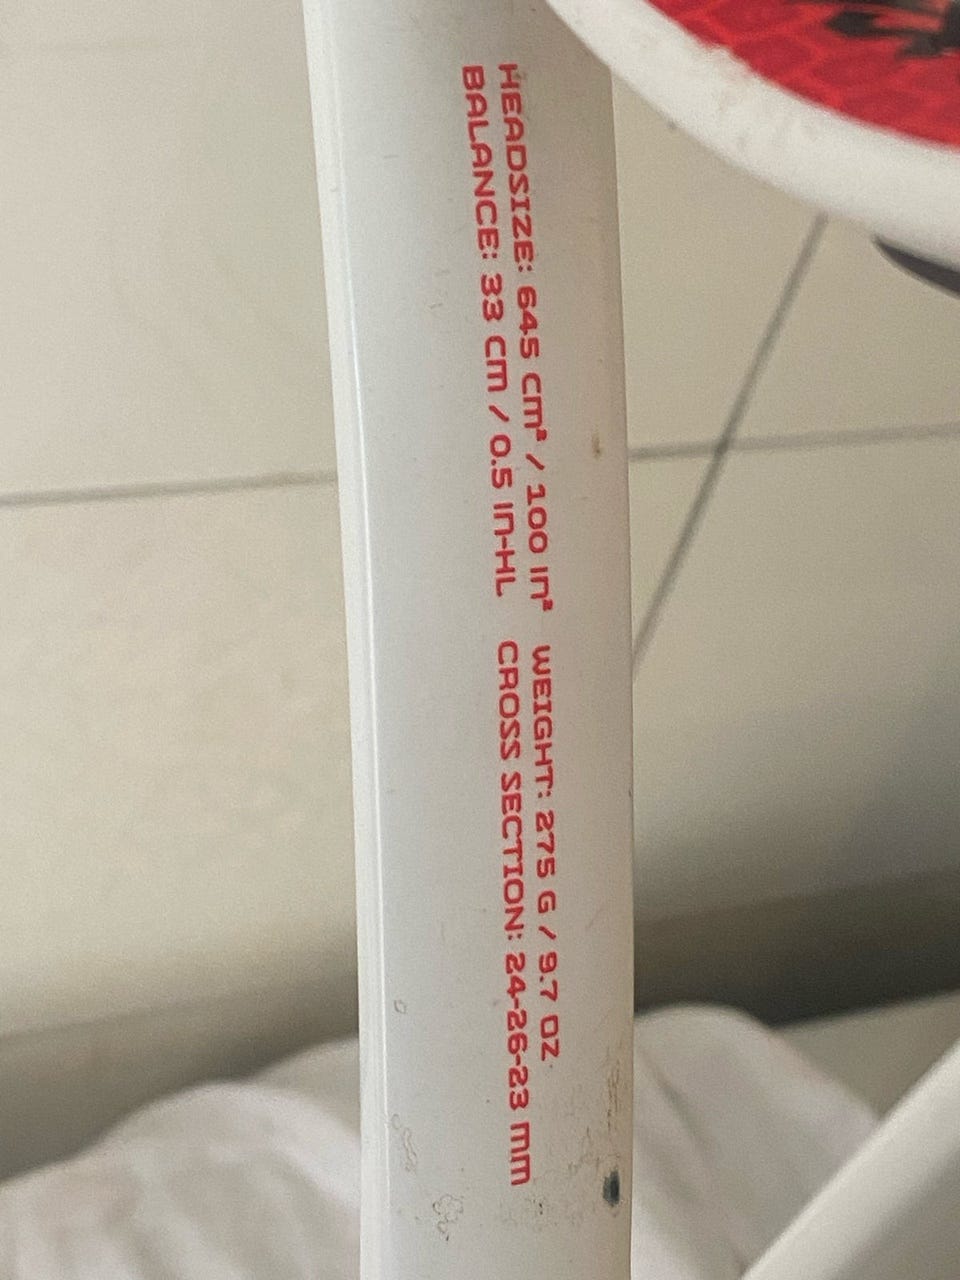 HEADSIZE: 645 cm² / 100 in² WEIGHT: 275 G / 9.7 OZ
BALANCE: 33 cm / 0.5 in-HL CROSS SECTION: 24-26-23 mm